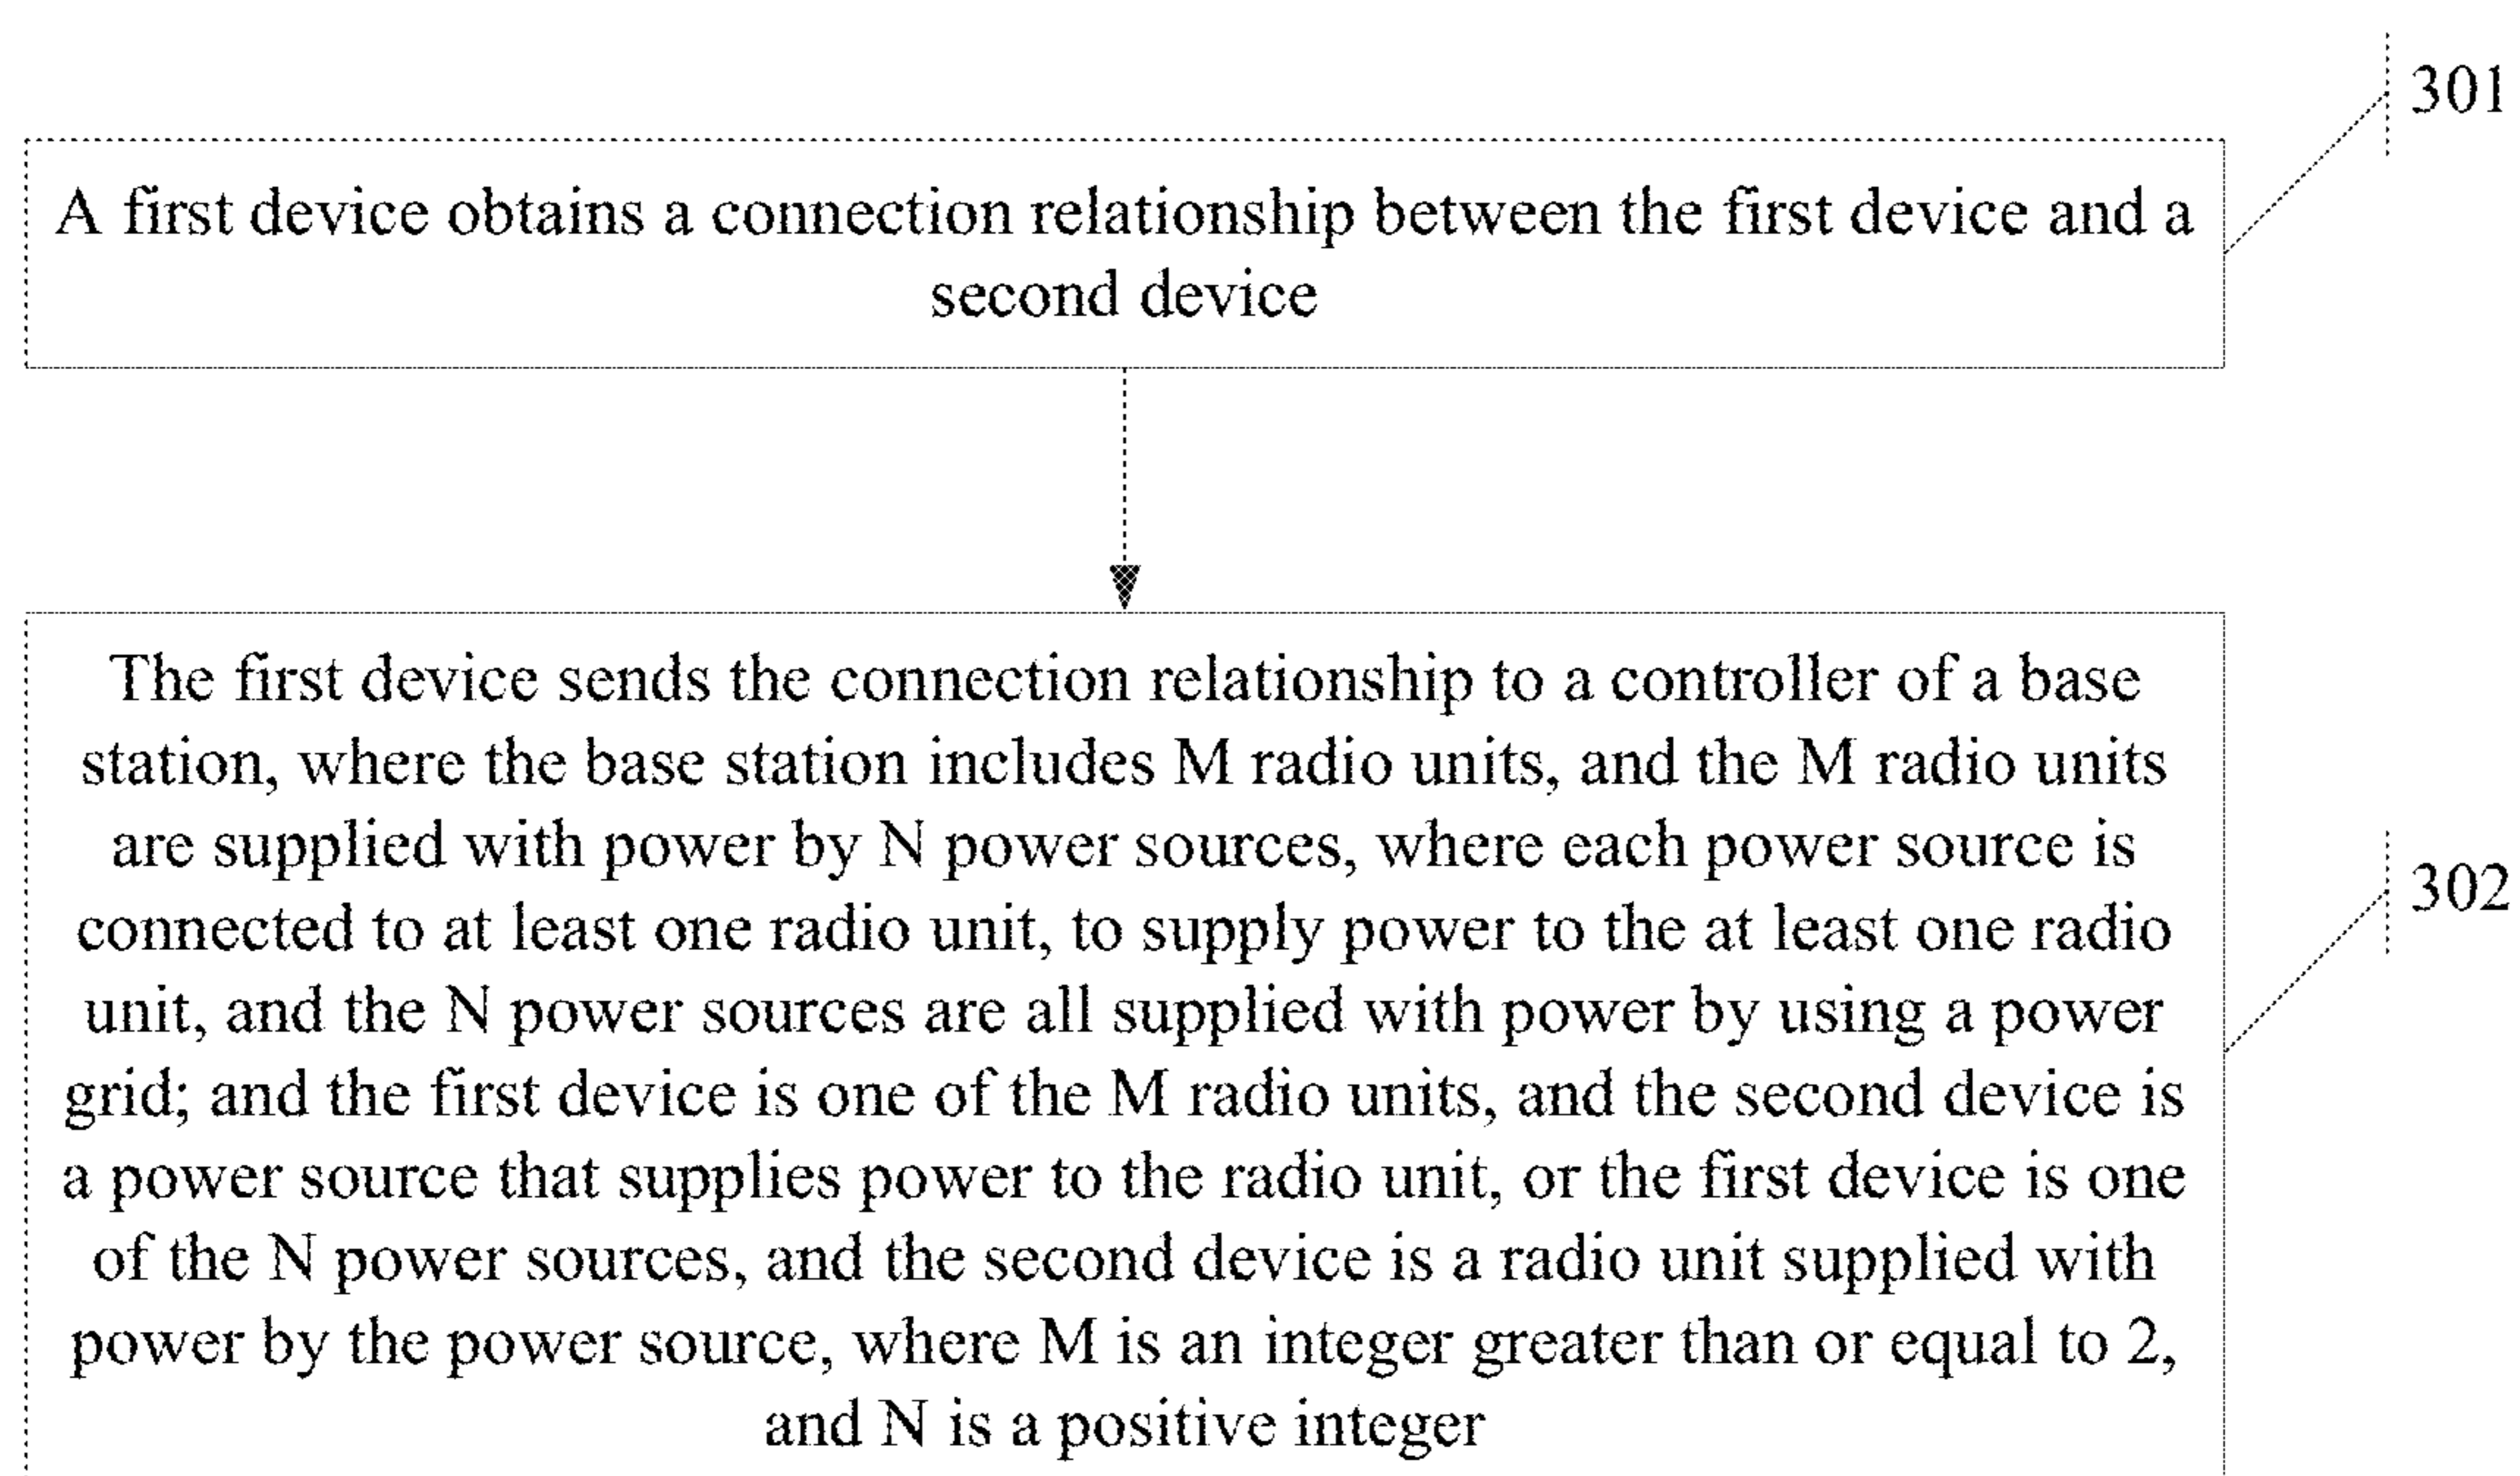 301
A first device obtains a connection relationship between the first device and a
second device
The first device sends the connection relationship to a controller of a base
station, where the base station includes M radio units, and the M radio units
are supplied with power by N power sources, where each power source is
connected to at least one radio unit, to supply power to the at least one radio
unit, and the N power sources are all supplied with power by using a power
grid; and the first device is one of the M radio units, and the second device is
a power source that supplies power to the radio unit, or the first device is one
of the N power sources, and the second device is a radio unit supplied with
power by the power source, where M is an integer greater than or equal to 2,
and N is a positive integer
302